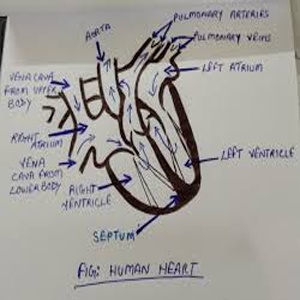 PULMONARY ARTERIES
AORTA
PULMONARY VEINS
VENA CAVA
FROM UPPER
BODY
LEFT ATRIUM
RIGHT
ATRIUM
VENA
CAVA FROM
LOWER BODY
LEFT VENTRICLE
RIGHT
VENTRICLE
SEPTUM
FIG: HUMAN HEART